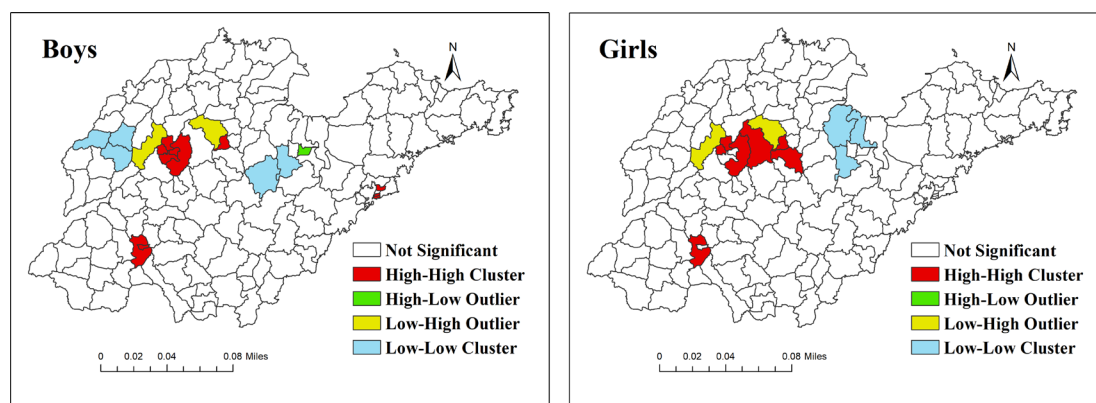 Boys
N
Not Significant
High-High Cluster
High-Low Outlier
Low-High Outlier
Low-Low Cluster
0 0.02 0.04 0.08 Miles
Girls
N
Not Significant
High-High Cluster
High-Low Outlier
Low-High Outlier
Low-Low Cluster
0 0.02 0.04 0.08 Miles